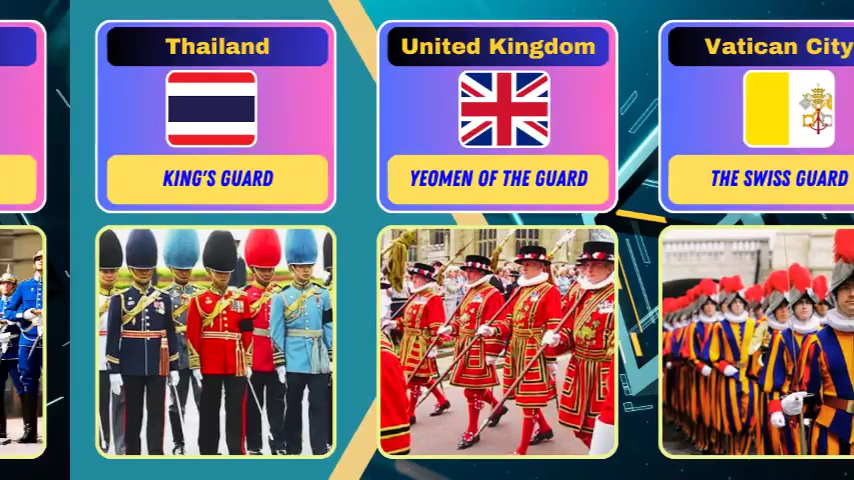 Thailand
KING'S GUARD
United Kingdom
YEOMEN OF THE GUARD
Vatican City
THE SWISS GUARD